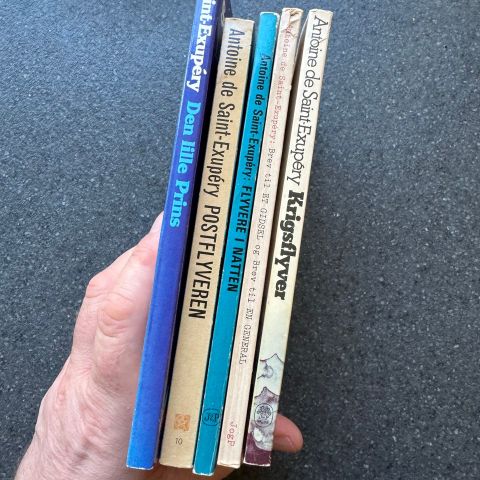 int-Exupéry Den lille Prins
Antoine de Saint-Exupéry POSTFLYVEREN
10
Antoine de Saint-Exupéry: FLYVERE I NATTEN
J&P
Antoine de Saint-Exupéry: Brev til ET GIDSEL og Brev til EN GENERAL
JogP
Antoine de Saint-Exupéry Krigsflyver